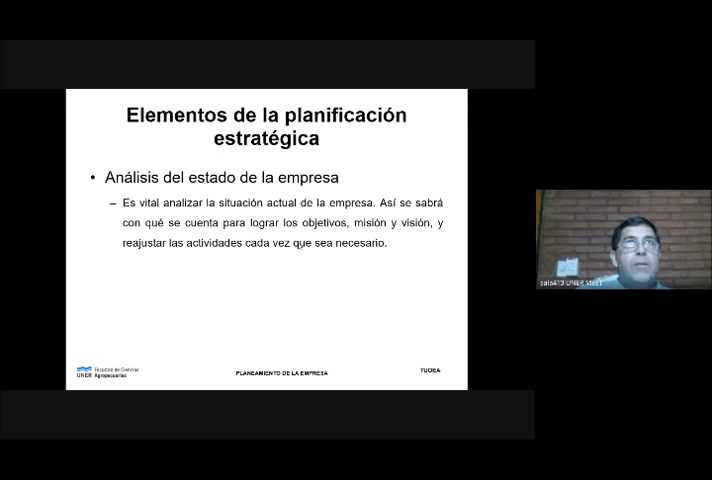 Elementos de la planificación
estratégica
• Análisis del estado de la empresa
– Es vital analizar la situación actual de la empresa. Así se sabrá
con qué se cuenta para lograr los objetivos, misión y visión, y
reajustar las actividades cada vez que sea necesario.
UNER Facultad de Ciencias
Agropecuarias
PLANEAMIENTO DE LA EMPRESA
TUOEA
sala413 UNER Meet